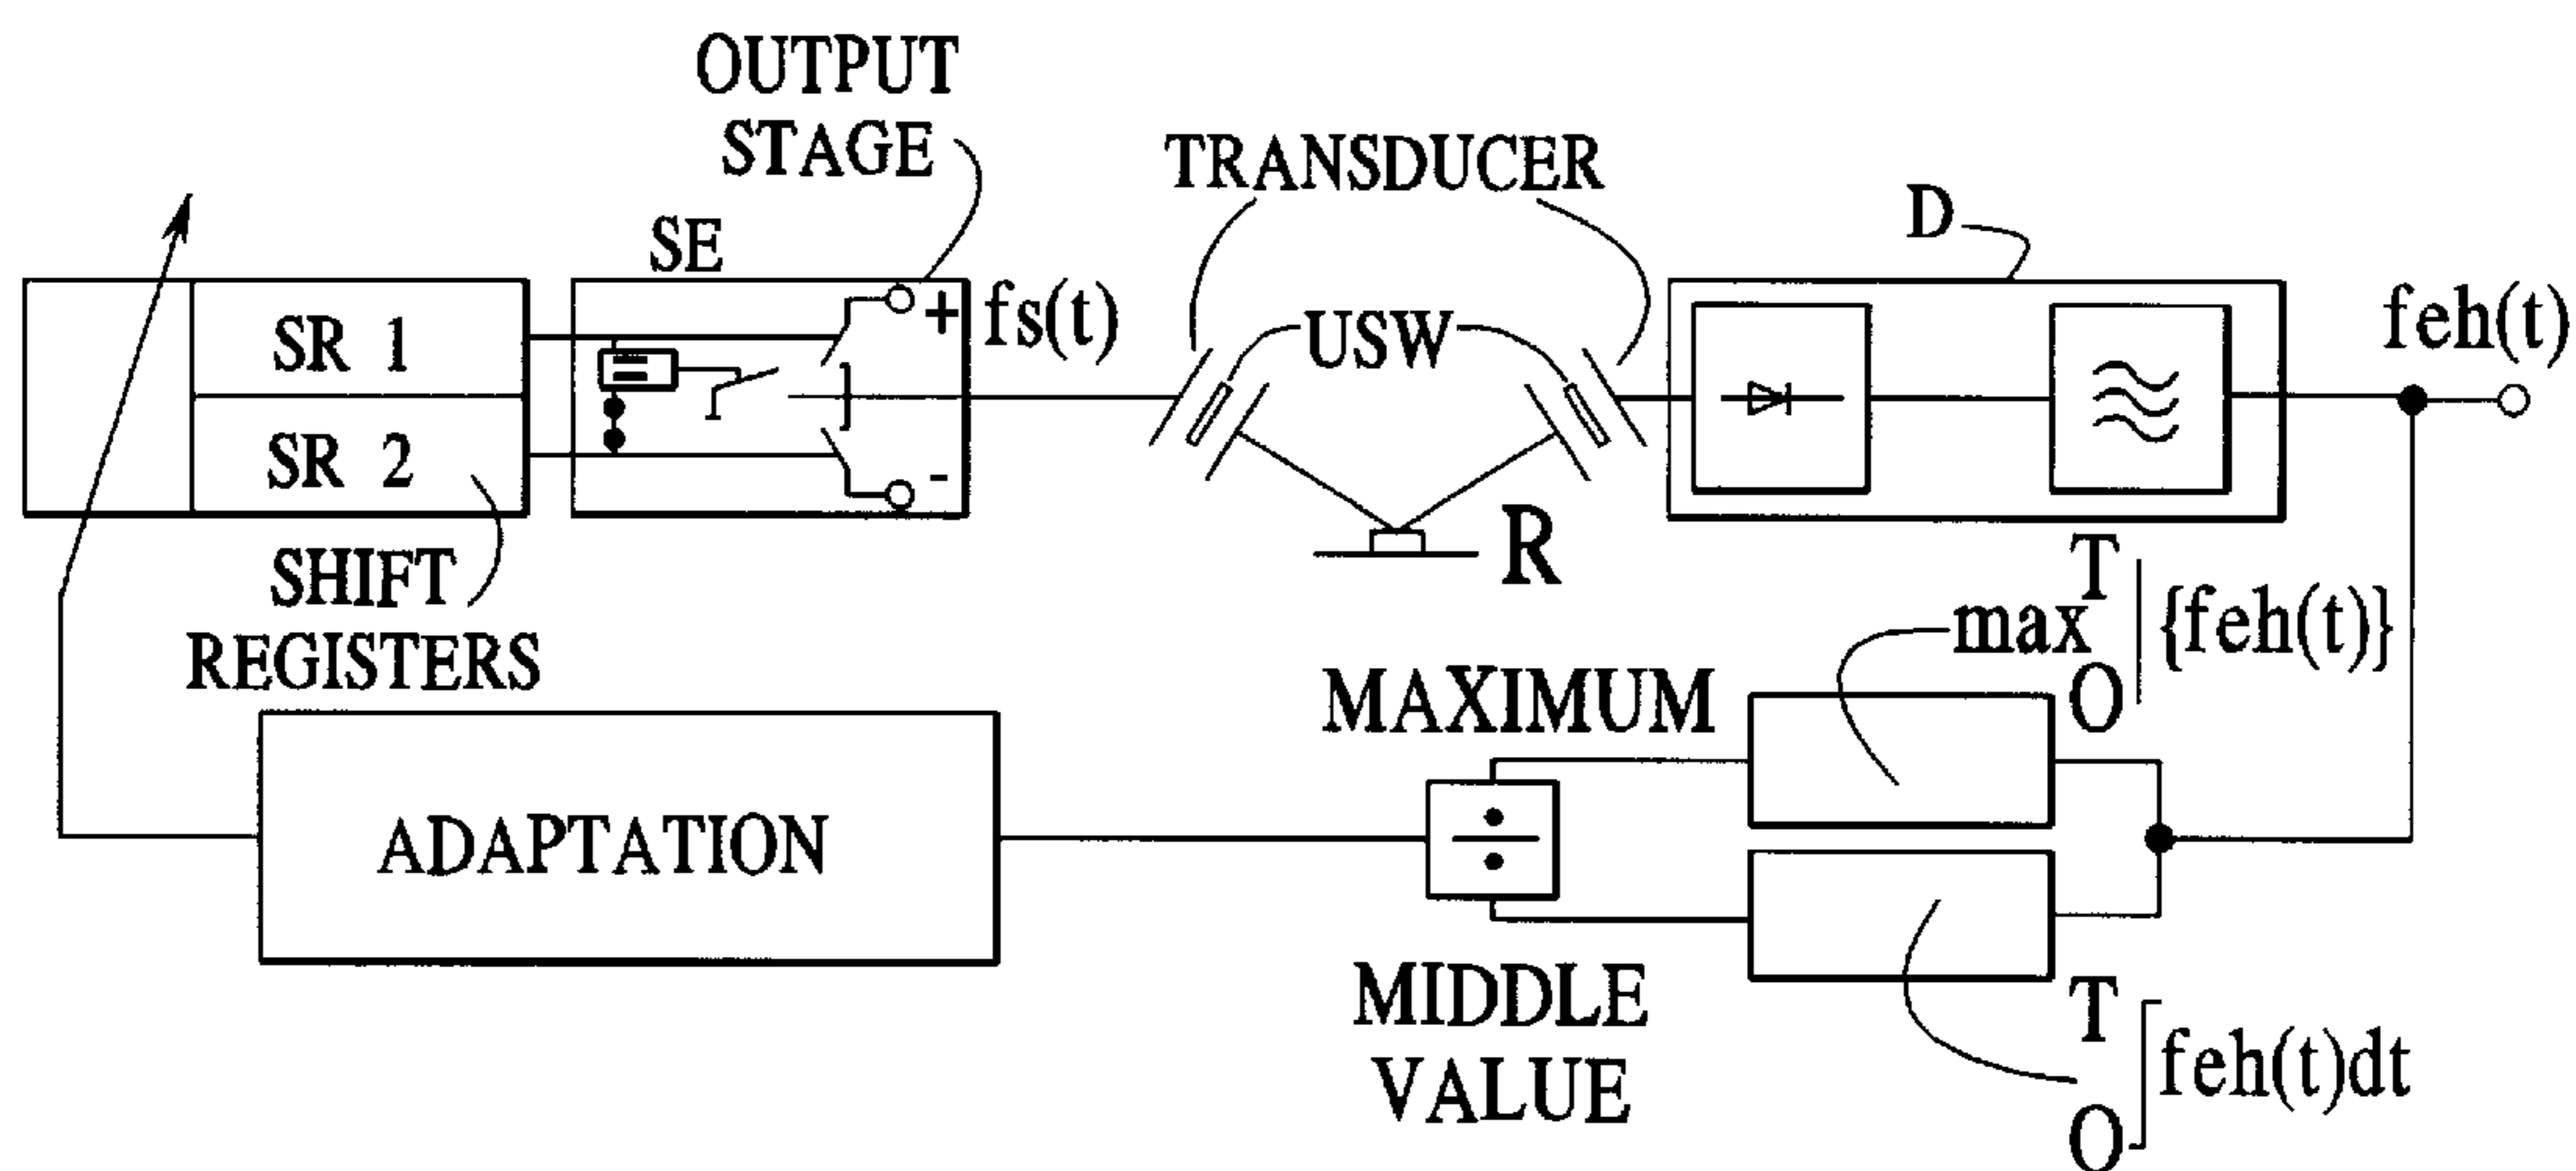 OUTPUT
STAGE
TRANSDUCER
D
SE
+
fs(t)
USW
feh(t)
SR 1
SR 2
-
R
SHIFT
REGISTERS
T
max {feh(t)}
O
MAXIMUM
÷
ADAPTATION
MIDDLE
VALUE
T
feh(t)dt
O